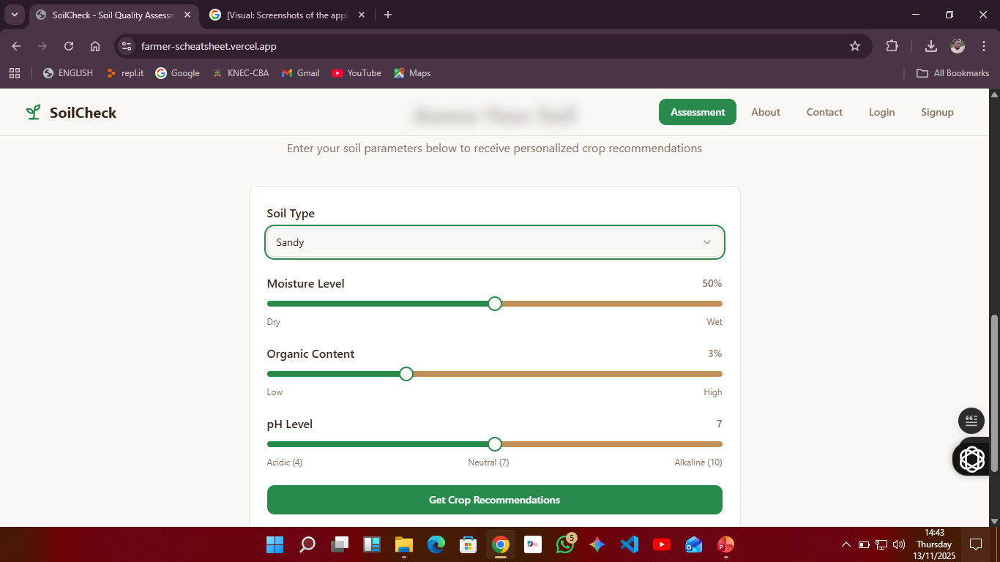 SoilCheck - Soil Quality Assessm
[Visual: Screenshots of the appl
farmer-scheatsheet.vercel.app
ENGLISH repl.it Google KNEC-CBA Gmail YouTube Maps All Bookmarks
SoilCheck Assess Your Soil Assessment About Contact Login Signup
Enter your soil parameters below to receive personalized crop recommendations
Soil Type
Sandy
Moisture Level 50%
Dry Wet
Organic Content 3%
Low High
pH Level 7
Acidic (4) Neutral (7) Alkaline (10)
Get Crop Recommendations
5
14:43
Thursday
13/11/2025